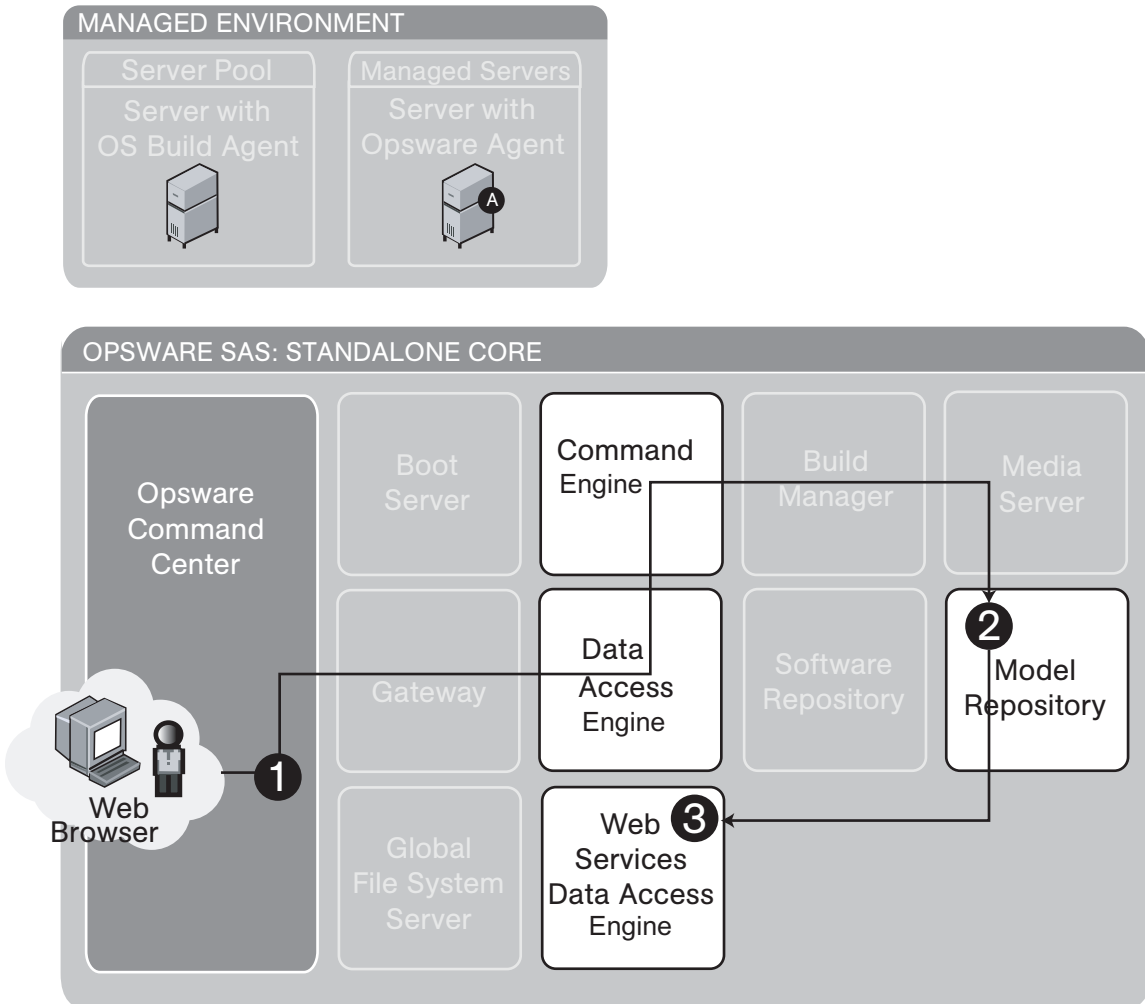 MANAGED ENVIRONMENT
Server Pool
Server with
OS Build Agent
Managed Servers
Server with
Opsware Agent
A
OPSWARE SAS: STANDALONE CORE
Opsware
Command
Center
Boot
Server
Command
Engine
Build
Manager
Media
Server
Gateway
Data
Access
Engine
Software
Repository
2
Model
Repository
1
Web
Browser
Global
File System
Server
3
Web
Services
Data Access
Engine